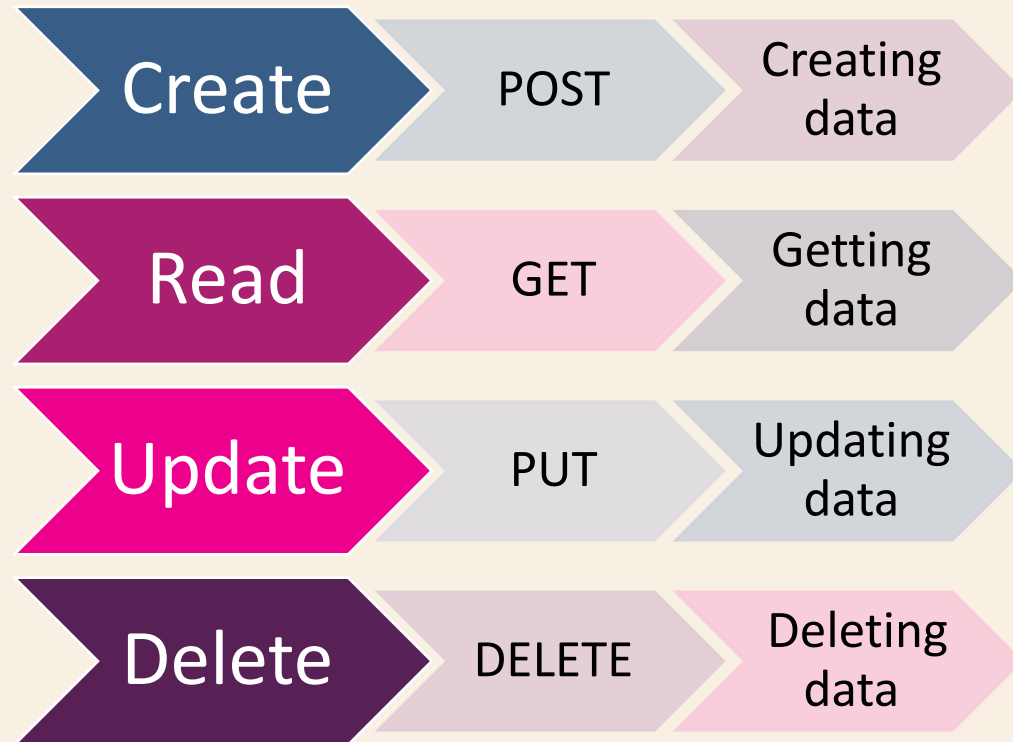 Create
POST
Creating
data
Read
GET
Getting
data
Update
PUT
Updating
data
Delete
DELETE
Deleting
data